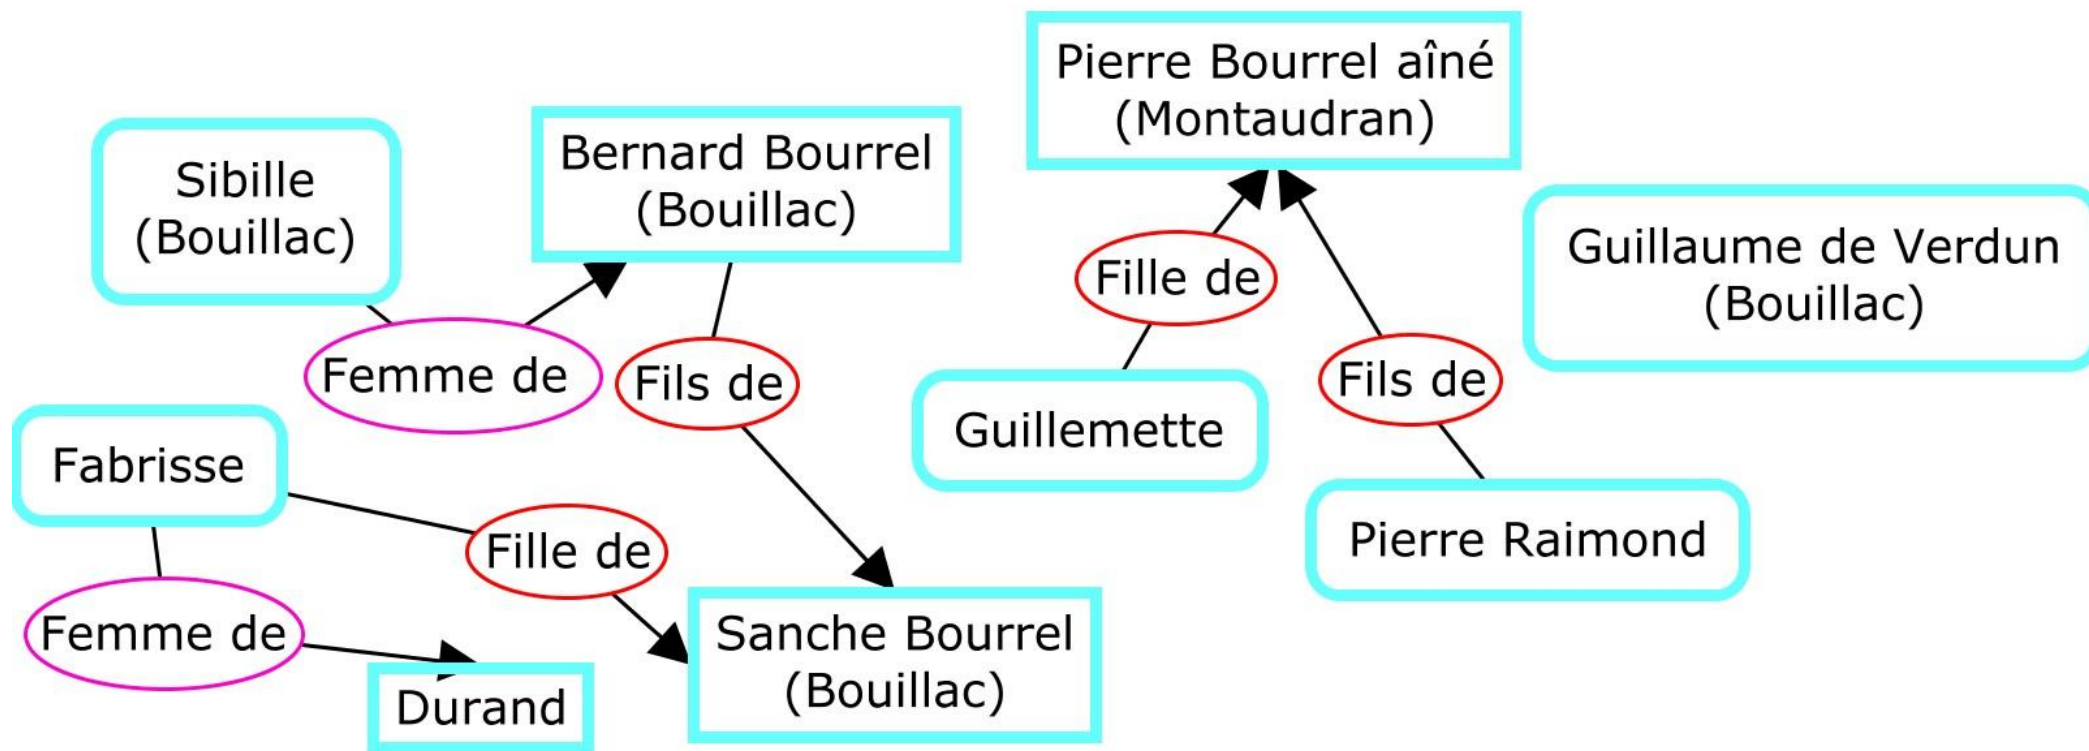 Pierre Bourrel aîné
(Montaudran)
Sibille
(Bouillac)
Bernard Bourrel
(Bouillac)
Guillaume de Verdun
(Bouillac)
Fille de
Femme de
Fils de
Fils de
Guillemette
Fabrisse
Pierre Raimond
Fille de
Femme de
Sanche Bourrel
(Bouillac)
Durand